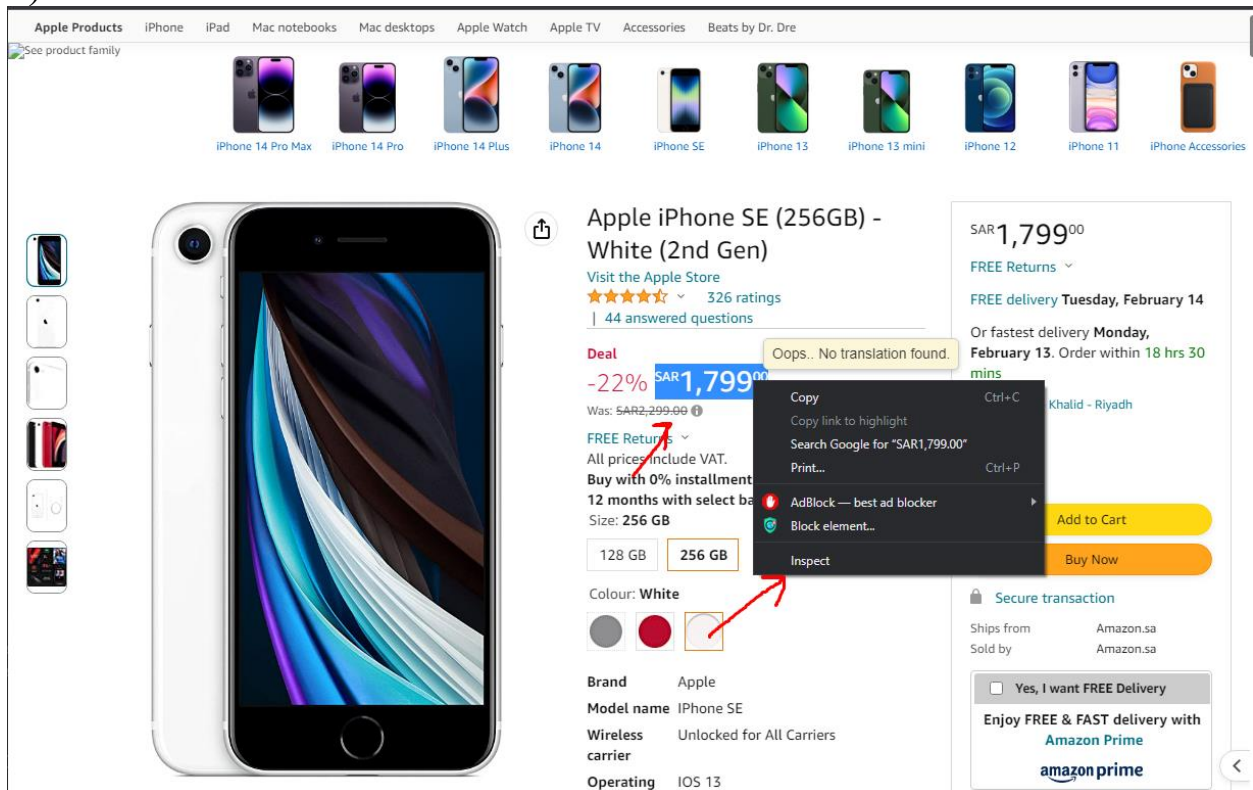 Apple Products iPhone iPad Mac notebooks Mac desktops Apple Watch Apple TV Accessories Beats by Dr. Dre
See product family
iPhone 14 Pro Max iPhone 14 Pro iPhone 14 Plus iPhone 14 iPhone SE iPhone 13 iPhone 13 mini iPhone 12 iPhone 11 iPhone Accessories
Apple iPhone SE (256GB) -
White (2nd Gen)
Visit the Apple Store
326 ratings
| 44 answered questions
Deal
-22% SAR1,79900
Was: SAR2,299.00
FREE Returns
All prices include VAT.
Buy with 0% installment
12 months with select ba
Size: 256 GB
128 GB 256 GB
Colour: White
Brand Apple
Model name IPhone SE
Wireless carrier Unlocked for All Carriers
Operating IOS 13
Oops.. No translation found.
Copy Ctrl+C
Copy link to highlight
Search Google for “SAR1,799.00”
Print... Ctrl+P
AdBlock — best ad blocker
Block element...
Inspect
SAR1,79900
FREE Returns
FREE delivery Tuesday, February 14
Or fastest delivery Monday,
February 13. Order within 18 hrs 30
mins
Khalid - Riyadh
Add to Cart
Buy Now
Secure transaction
Ships from Amazon.sa
Sold by Amazon.sa
Yes, I want FREE Delivery
Enjoy FREE & FAST delivery with
Amazon Prime
amazon prime